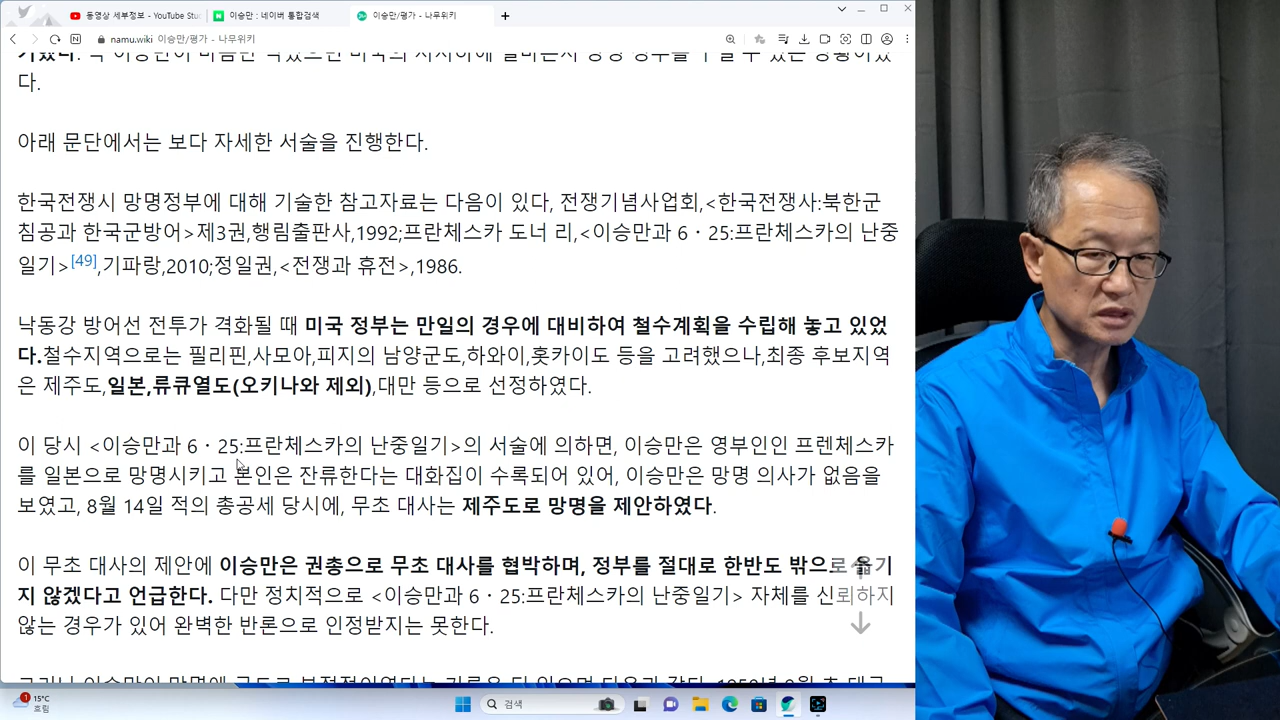 동영상 세부정보 - YouTube Stu
이승만 : 네이버 통합검색
이승만/평가 - 나무위키
namu.wiki 이승만/평가 - 나무위키
다.
아래 문단에서는 보다 자세한 서술을 진행한다.
한국전쟁시 망명정부에 대해 기술한 참고자료는 다음이 있다, 전쟁기념사업회,<한국전쟁사:북한군
침공과 한국군방어>제3권,행림출판사,1992;프란체스카 도너 리,<이승만과 6・25:프란체스카의 난중
일기>[49],기파랑,2010;정일권,<전쟁과 휴전>,1986.
낙동강 방어선 전투가 격화될 때 미국 정부는 만일의 경우에 대비하여 철수계획을 수립해 놓고 있었
다.철수지역으로는 필리핀,사모아,피지의 남양군도,하와이,홋카이도 등을 고려했으나,최종 후보지역
은 제주도,일본,류큐열도(오키나와 제외),대만 등으로 선정하였다.
이 당시 <이승만과 6・25:프란체스카의 난중일기>의 서술에 의하면, 이승만은 영부인인 프렌체스카
를 일본으로 망명시키고 본인은 잔류한다는 대화집이 수록되어 있어, 이승만은 망명 의사가 없음을
보였고, 8월 14일 적의 총공세 당시에, 무초 대사는 제주도로 망명을 제안하였다.
이 무초 대사의 제안에 이승만은 권총으로 무초 대사를 협박하며, 정부를 절대로 한반도 밖으로 옮기
지 않겠다고 언급한다. 다만 정치적으로 <이승만과 6・25:프란체스카의 난중일기> 자체를 신뢰하지
않는 경우가 있어 완벽한 반론으로 인정받지는 못한다.
1
15°C
흐림
검색